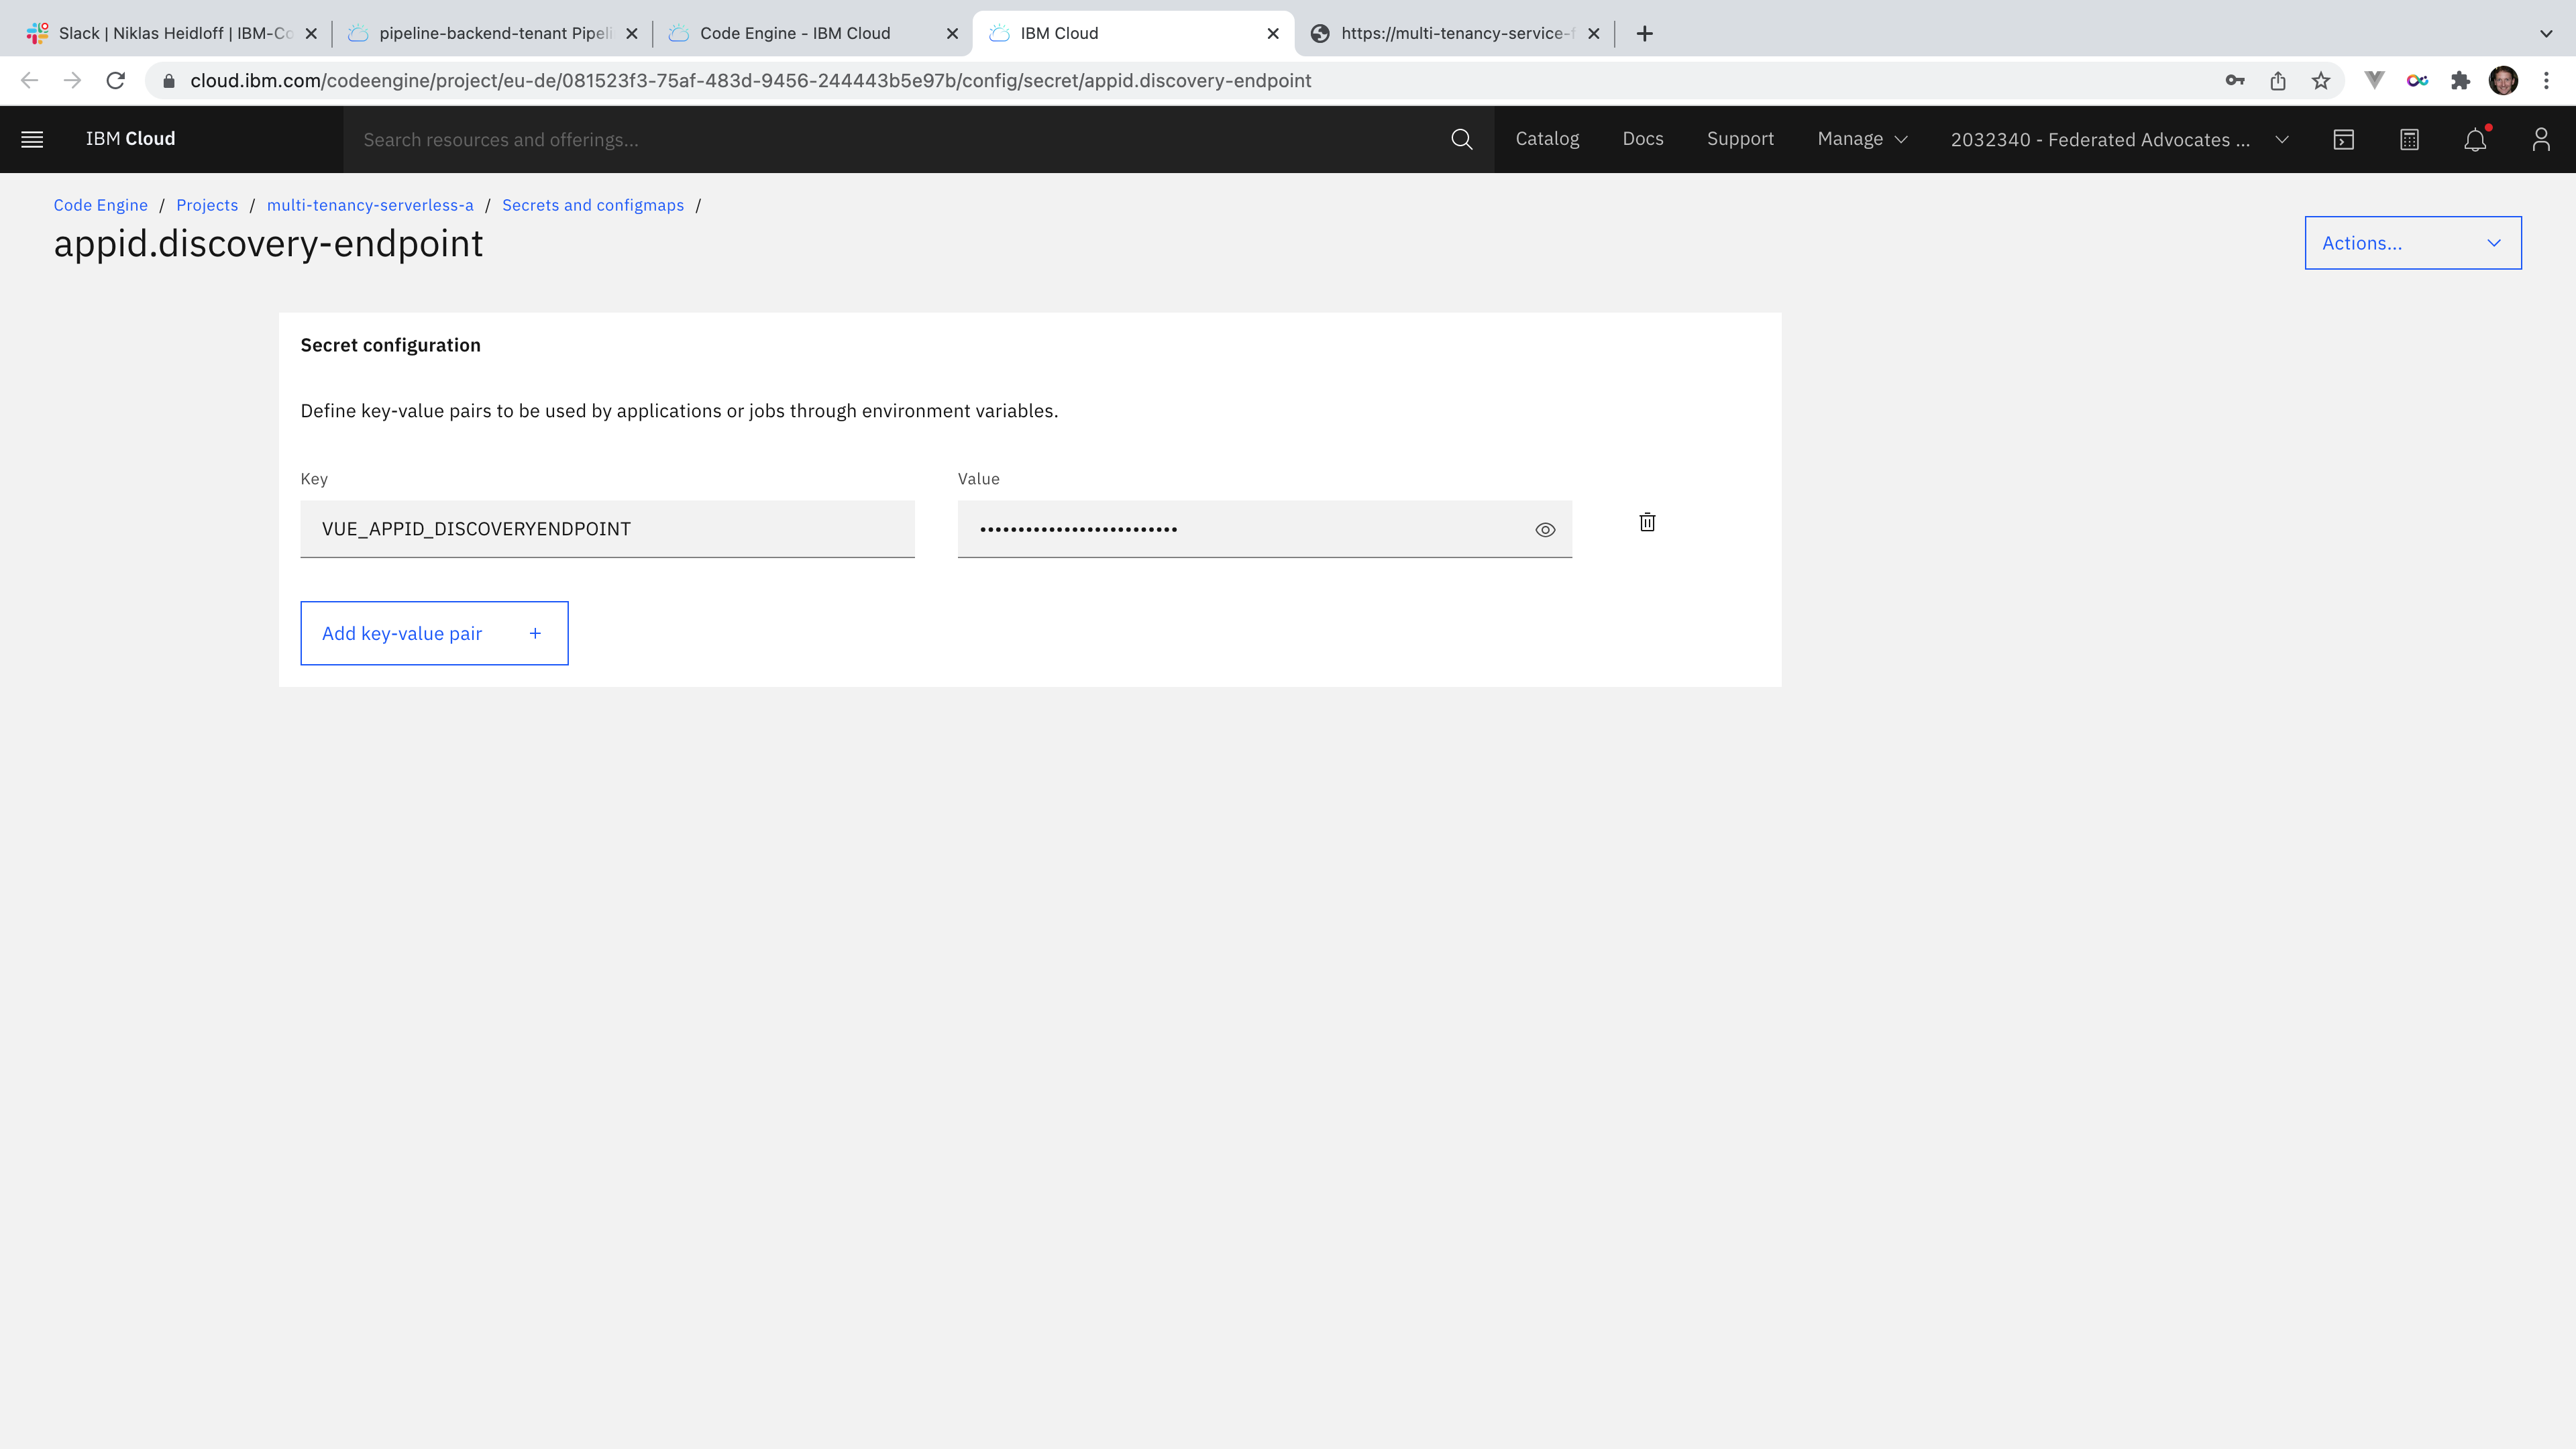 Slack | Niklas Heidloff | IBM-Co
pipeline-backend-tenant Pipeli
Code Engine - IBM Cloud
IBM Cloud
https://multi-tenancy-service-f
cloud.ibm.com/codeengine/project/eu-de/081523f3-75af-483d-9456-244443b5e97b/config/secret/appid.discovery-endpoint
IBM Cloud
Search resources and offerings...
Catalog
Docs
Support
Manage
2032340 - Federated Advocates ...
Code Engine / Projects / multi-tenancy-serverless-a / Secrets and configmaps /
appid.discovery-endpoint
Actions...
Secret configuration
Define key-value pairs to be used by applications or jobs through environment variables.
Key
Value
VUE_APPID_DISCOVERYENDPOINT
••••••••••••••••••••••••••
Add key-value pair +